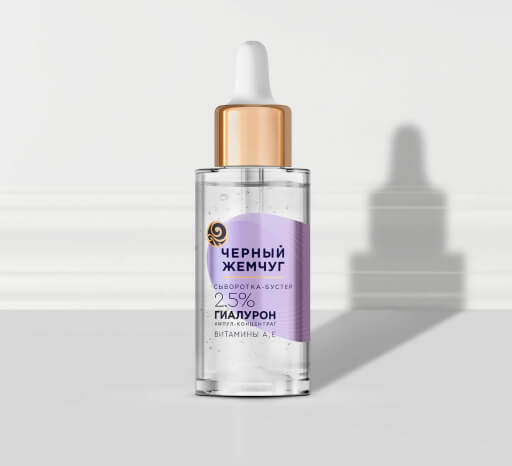 ЧЕРНЫЙ
ЖЕМЧУГ
СЫВОРОТКА-БУСТЕР
2.5%
ГИАЛУРОН
АМПУЛ-КОНЦЕНТРАТ
ВИТАМИНЫ А, Е